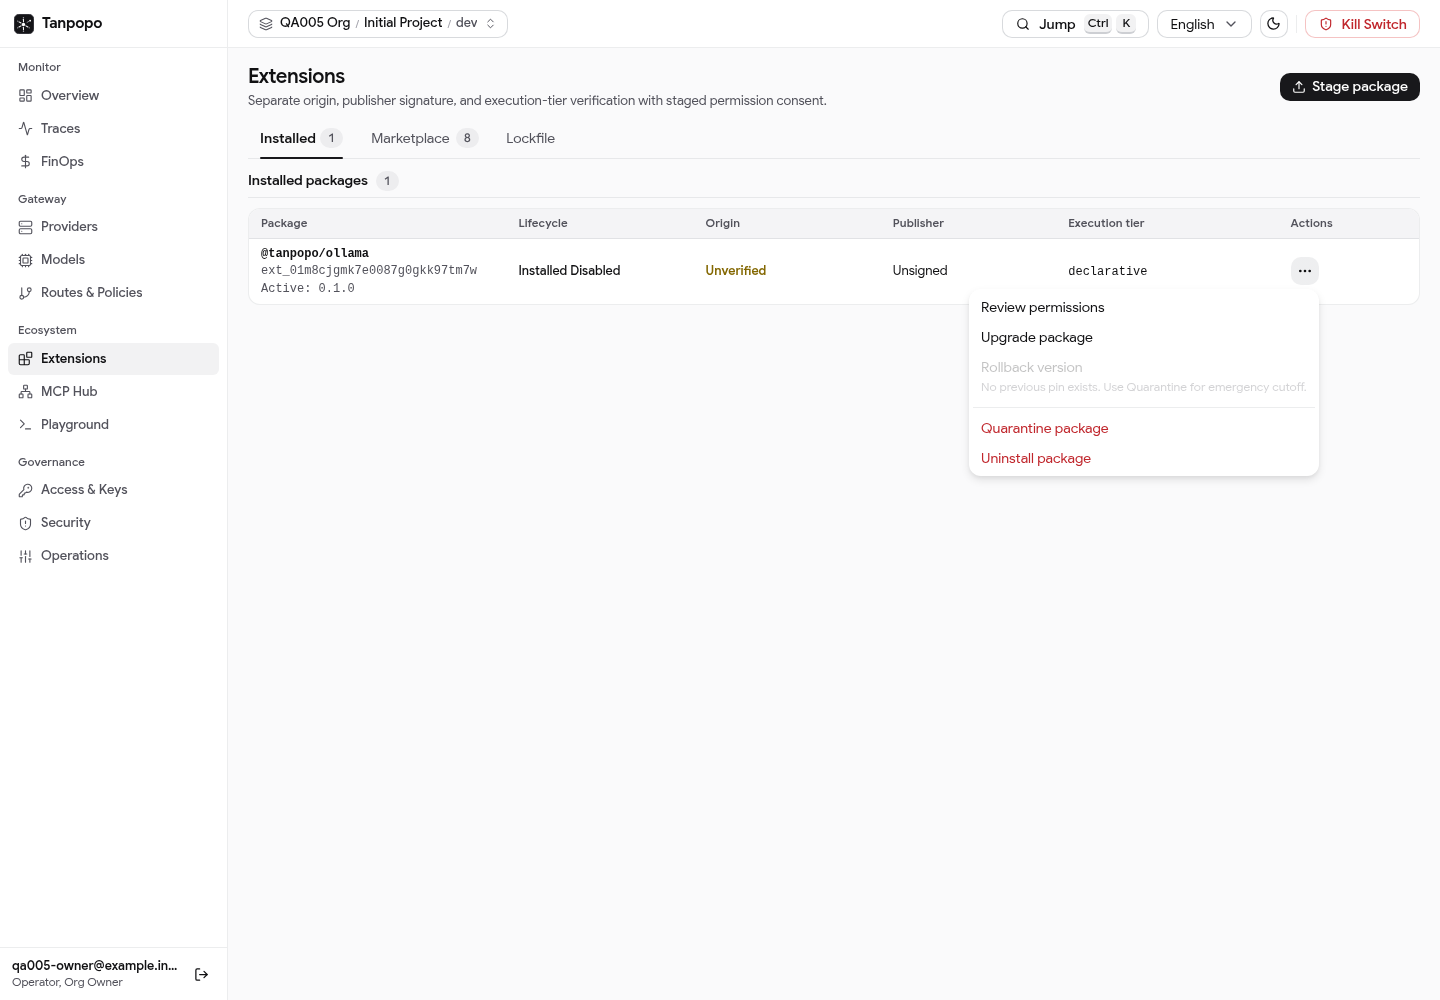 Tanpopo
QA005 Org / Initial Project / dev
Jump Ctrl K
English
Kill Switch
Monitor
Overview
Traces
FinOps
Gateway
Providers
Models
Routes & Policies
Ecosystem
Extensions
MCP Hub
Playground
Governance
Access & Keys
Security
Operations
qa005-owner@example.in...
Operator, Org Owner
Extensions
Separate origin, publisher signature, and execution-tier verification with staged permission consent.
Stage package
Installed 1 Marketplace 8 Lockfile
Installed packages 1
Package Lifecycle Origin Publisher Execution tier Actions
@tanpopo/ollama
ext_01m8cjgmk7e0087g0gkk97tm7w
Active: 0.1.0
Installed Disabled
Unverified
Unsigned
declarative
Review permissions
Upgrade package
Rollback version
No previous pin exists. Use Quarantine for emergency cutoff.
Quarantine package
Uninstall package